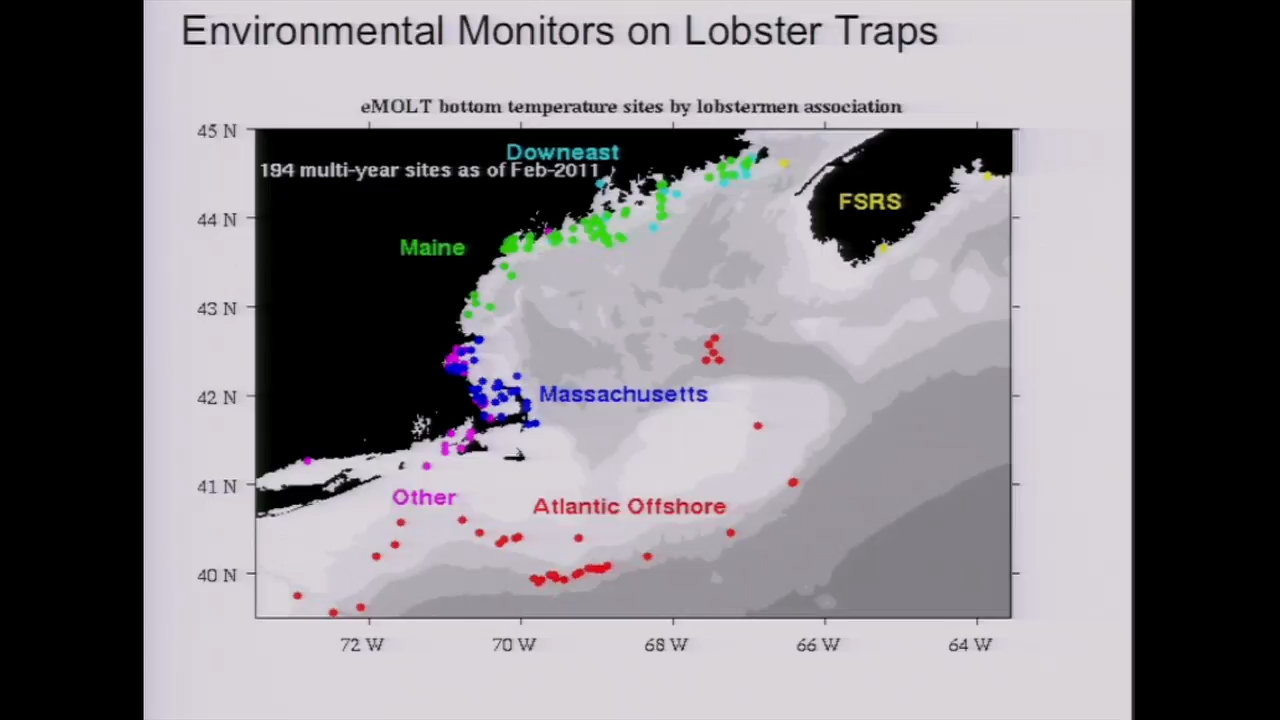 Environmental Monitors on Lobster Traps
eMOLT bottom temperature sites by lobstermen association
45 N
Downeast
194 multi-year sites as of Feb-2011
FSRS
44 N
Maine
43 N
42 N
Massachusetts
41 N
Other
Atlantic Offshore
40 N
72 W
70 W
68 W
66 W
64 W